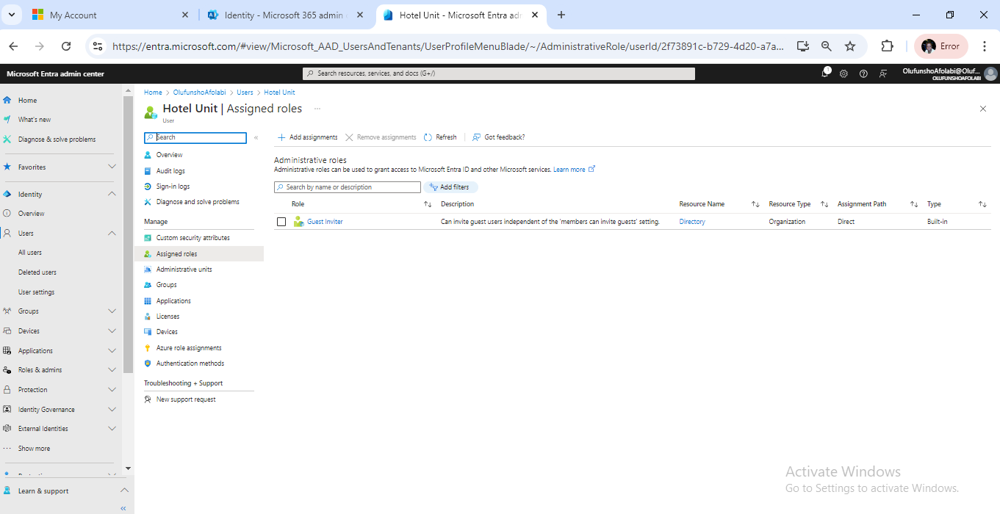 My Account
Identity - Microsoft 365 admin
Hotel Unit - Microsoft Entra adm
https://entra.microsoft.com/#view/Microsoft_AAD_UsersAndTenants/UserProfileMenuBlade/~/AdministrativeRole/userId/2f73891c-b729-4d20-a7a...
Error
Microsoft Entra admin center
Search resources, services, and docs (G+/)
1
OlufunshoAfolabi@Oluf...
OLUFUNSHOAFOLABI
Home
What's new
Diagnose & solve problems
Favorites
Identity
Overview
Users
All users
Deleted users
User settings
Groups
Devices
Applications
Roles & admins
Protection
Identity Governance
External Identities
Show more
Learn & support
Home > OlufunshoAfolabi > Users > Hotel Unit
Hotel Unit | Assigned roles ...
User
Search
Overview
Audit logs
Sign-in logs
Diagnose and solve problems
Manage
Custom security attributes
Assigned roles
Administrative units
Groups
Applications
Licenses
Devices
Azure role assignments
Authentication methods
Troubleshooting + Support
New support request
Add assignments Remove assignments Refresh Got feedback?
Administrative roles
Administrative roles can be used to grant access to Microsoft Entra ID and other Microsoft services. Learn more
Search by name or description Add filters
Role Description Resource Name Resource Type Assignment Path Type
Guest Inviter Can invite guest users independent of the 'members can invite guests' setting. Directory Organization Direct Built-in
Activate Windows
Go to Settings to activate Windows.